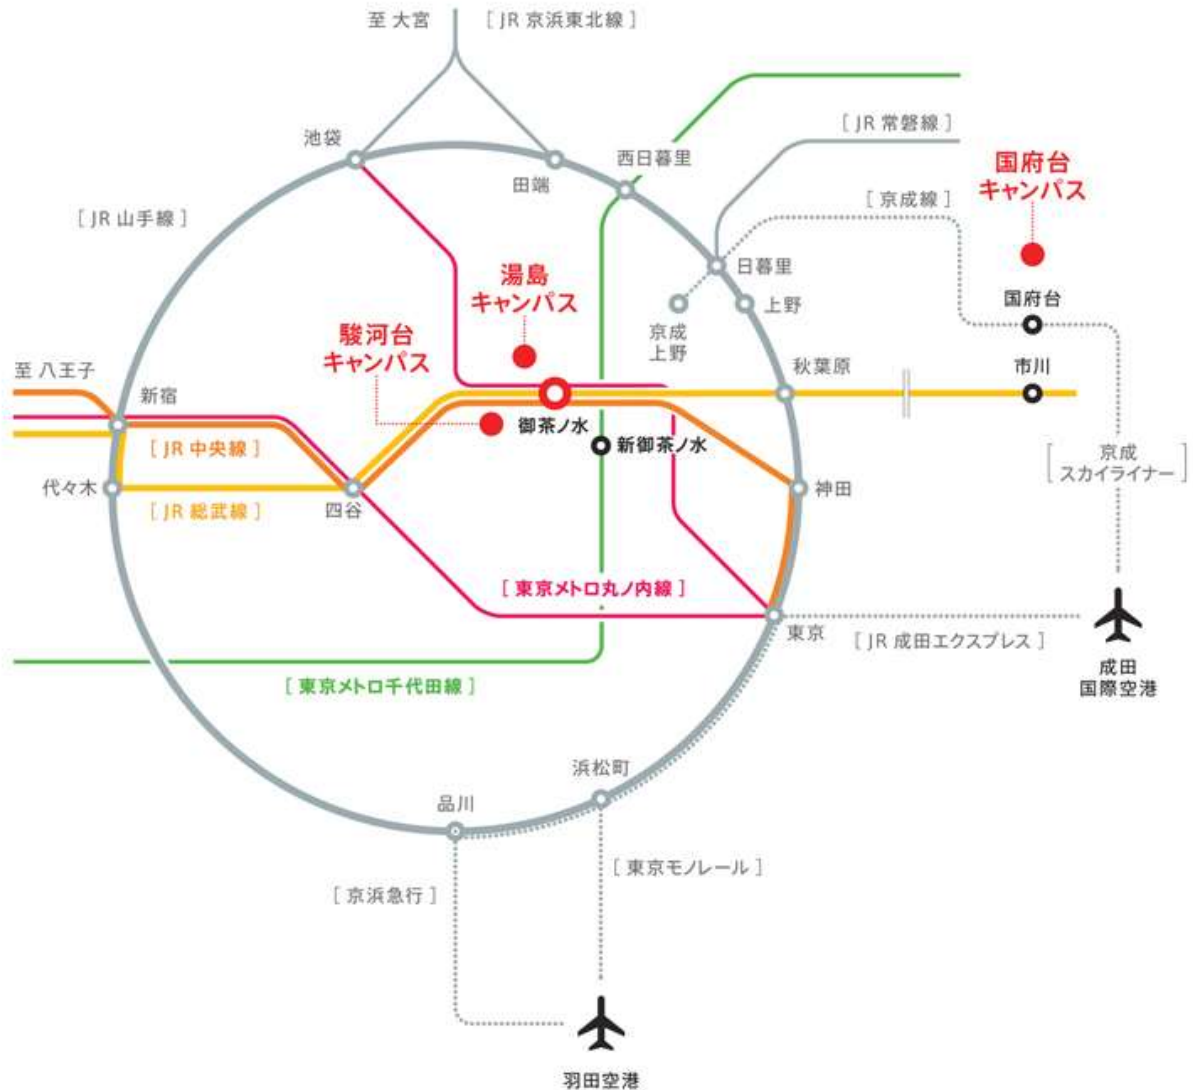 至 大宮
[ JR 京浜東北線 ]
[ JR 常磐線 ]
池袋
西日暮里
田端
国府台
キャンパス
[ 京成線 ]
[ JR 山手線 ]
日暮里
湯島
キャンパス
上野
国府台
京成
上野
駿河台
キャンパス
至 八王子
秋葉原
市川
新宿
御茶ノ水
[ JR 中央線 ]
新御茶ノ水
[ 京成
スカイライナー ]
代々木
四谷
神田
[ JR 総武線 ]
[ 東京メトロ丸ノ内線 ]
東京
[ JR 成田エクスプレス ]
成田
国際空港
[ 東京メトロ千代田線 ]
浜松町
品川
[ 東京モノレール ]
[ 京浜急行 ]
羽田空港